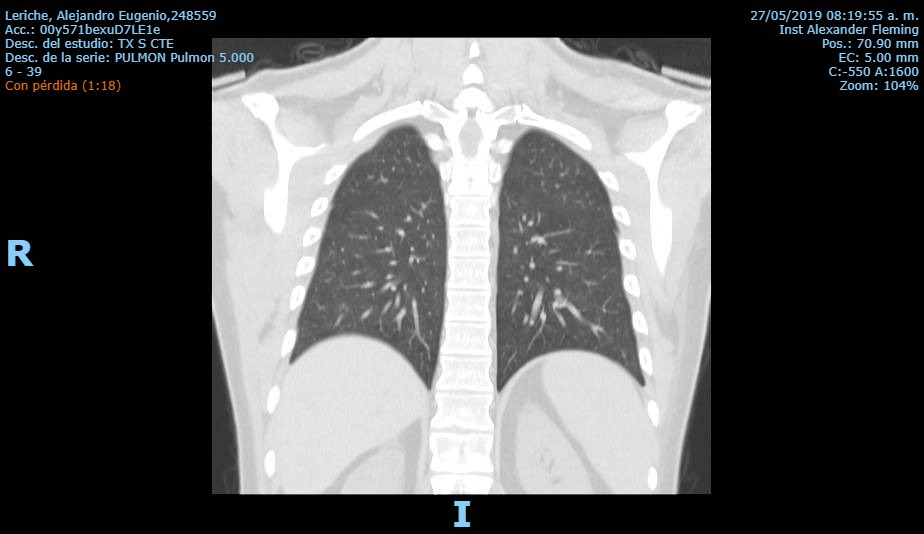 Leriche, Alejandro Eugenio,248559
Acc.: 00y571bexuD7LE1e
Desc. del estudio: TX S CTE
Desc. de la serie: PULMON Pulmon 5.000
6 - 39
Con pérdida (1:18)
27/05/2019 08:19:55 a. m.
Inst Alexander Fleming
Pos.: 70.90 mm
EC: 5.00 mm
C:-550 A:1600
Zoom: 104%
R
I